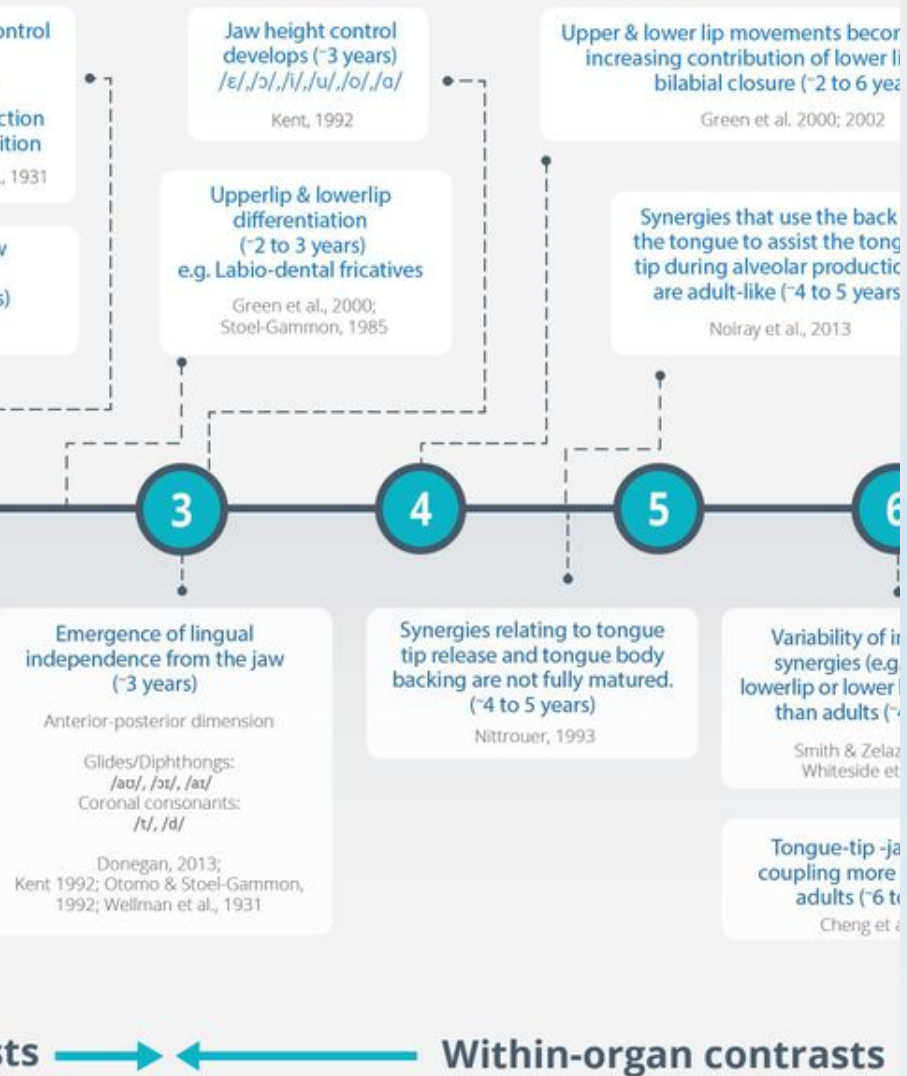 ontrol
ction
ition
., 1931
w
s)
Jaw height control
develops (~3 years)
/ɛ/,/ɔ/,/i/,/u/,/o/,/ɑ/
Kent, 1992
Upperlip & lowerlip
differentiation
(~2 to 3 years)
e.g. Labio-dental fricatives
Green et al., 2000;
Stoel-Gammon, 1985
Upper & lower lip movements becom
increasing contribution of lower li
bilabial closure (~2 to 6 yea
Green et al. 2000; 2002
Synergies that use the back
the tongue to assist the tong
tip during alveolar productio
are adult-like (~4 to 5 years
Noiray et al., 2013
3
4
5
6
Emergence of lingual
independence from the jaw
(~3 years)
Anterior-posterior dimension
Glides/Diphthongs:
/aʊ/, /ɔɪ/, /aɪ/
Coronal consonants:
/t/, /d/
Donegan, 2013;
Kent 1992; Otomo & Stoel-Gammon,
1992; Wellman et al., 1931
Synergies relating to tongue
tip release and tongue body
backing are not fully matured.
(~4 to 5 years)
Nittrouer, 1993
Variability of in
synergies (e.g.
lowerlip or lower
than adults (~
Smith & Zelaz
Whiteside et
Tongue-tip -ja
coupling more
adults (~6 to
Cheng et a
sts
Within-organ contrasts